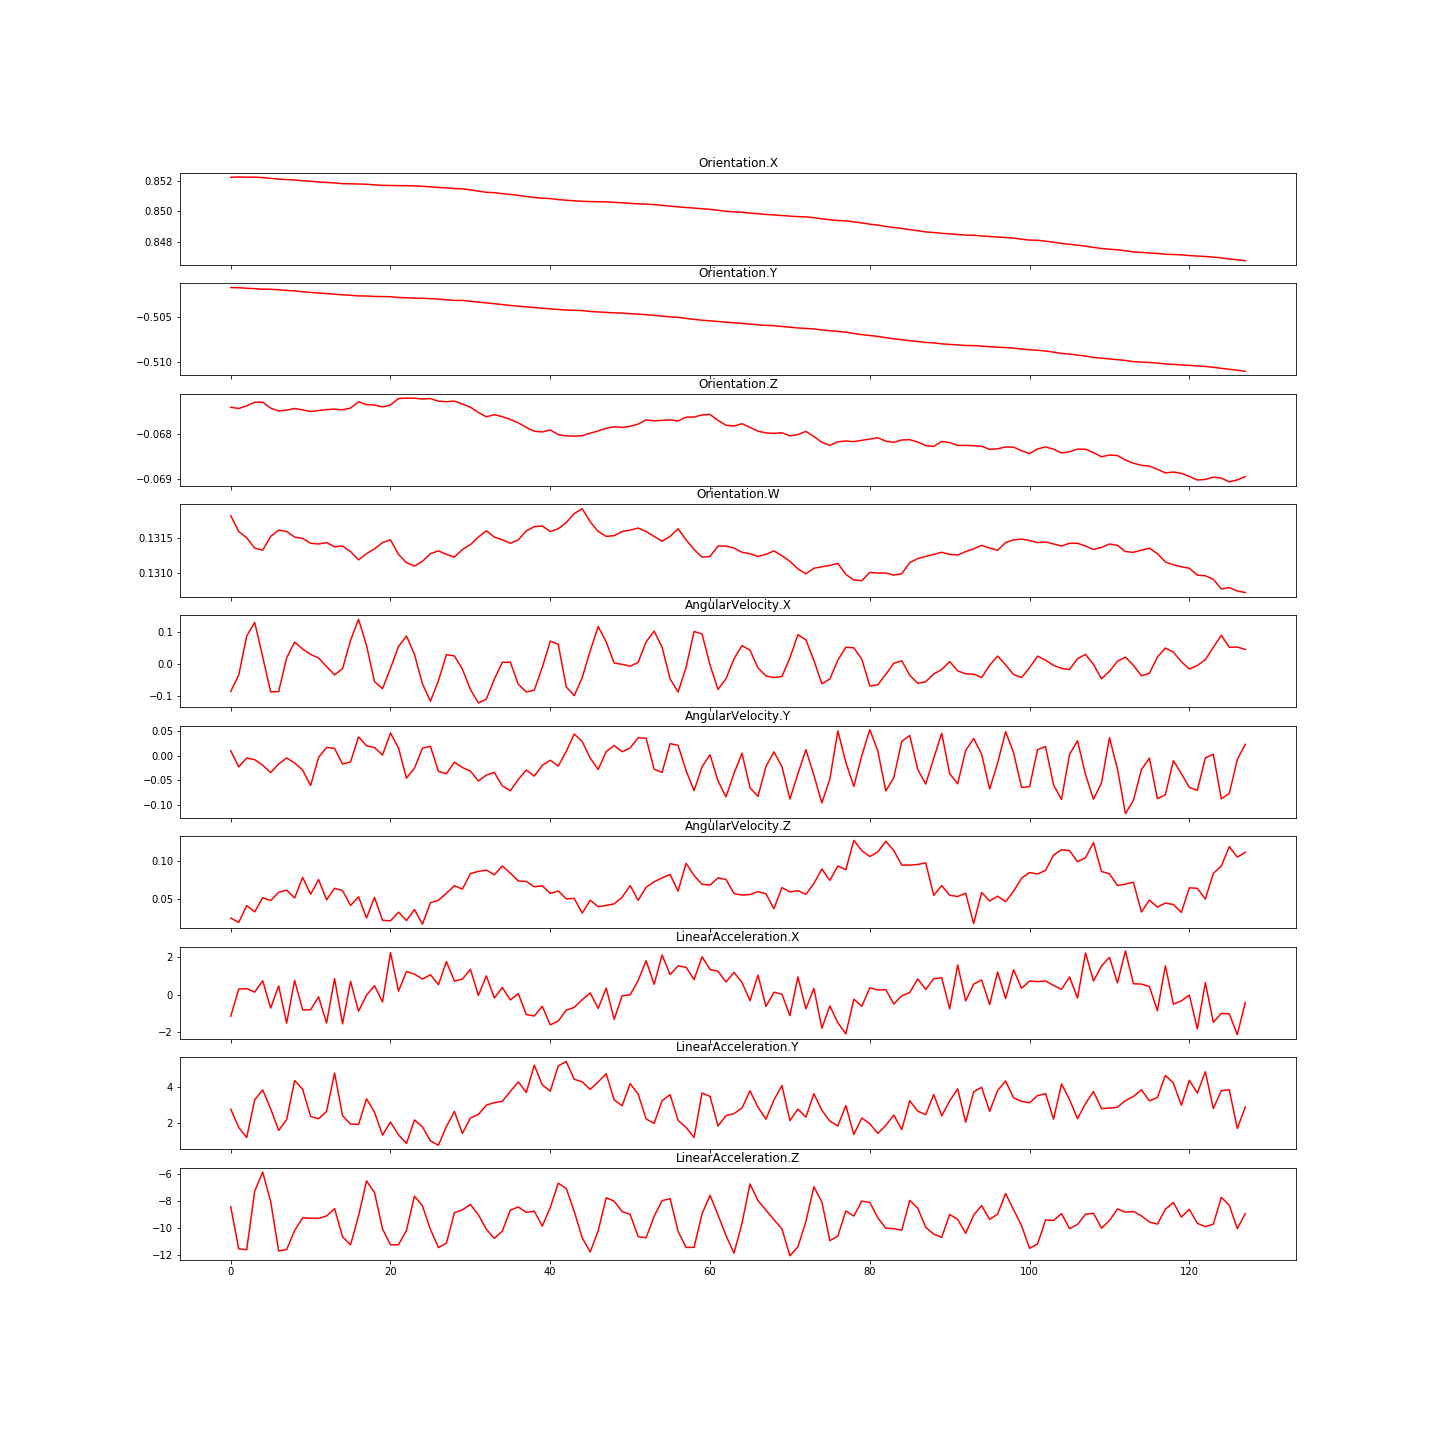 Orientation.X
0.852
0.850
0.848
Orientation.Y
−0.505
−0.510
Orientation.Z
−0.068
−0.069
Orientation.W
0.1315
0.1310
AngularVelocity.X
0.1
0.0
−0.1
AngularVelocity.Y
0.05
0.00
−0.05
−0.10
AngularVelocity.Z
0.10
0.05
LinearAcceleration.X
2
0
−2
LinearAcceleration.Y
4
2
LinearAcceleration.Z
−6
−8
−10
−12
0 20 40 60 80 100 120